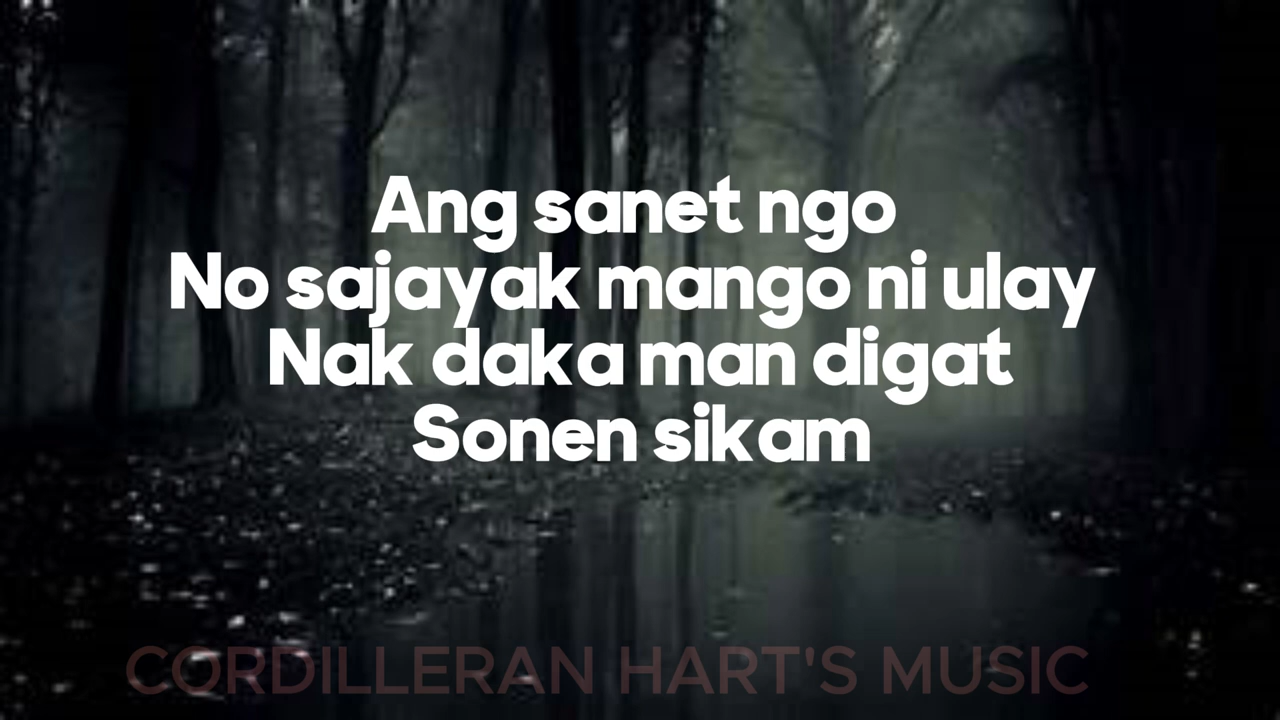 Ang sanet ngo
No sajayak mango ni ulay
Nak daka man digat
Sonen sikam
CORDILLERAN HART'S MUSIC